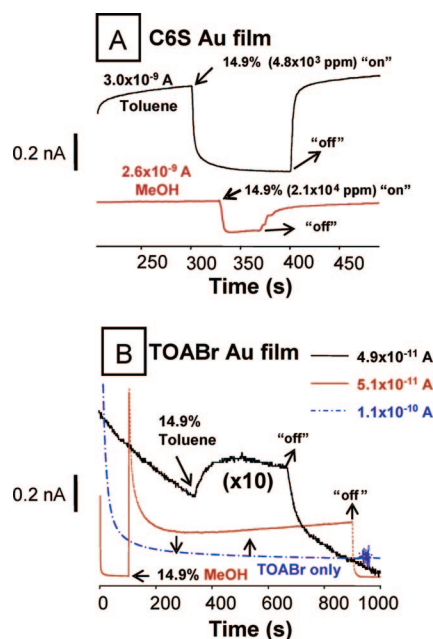 A C6S Au film
3.0x10⁻⁹ A
Toluene
14.9% (4.8x10³ ppm) “on”
“off”
0.2 nA
2.6x10⁻⁹ A
MeOH
14.9% (2.1x10⁴ ppm) “on”
“off”
250 300 350 400 450
Time (s)
B TOABr Au film
4.9x10⁻¹¹ A
5.1x10⁻¹¹ A
1.1x10⁻¹⁰ A
14.9%
Toluene
“off”
(x10)
“off”
0.2 nA
TOABr only
14.9% MeOH
0 200 400 600 800 1000
Time (s)